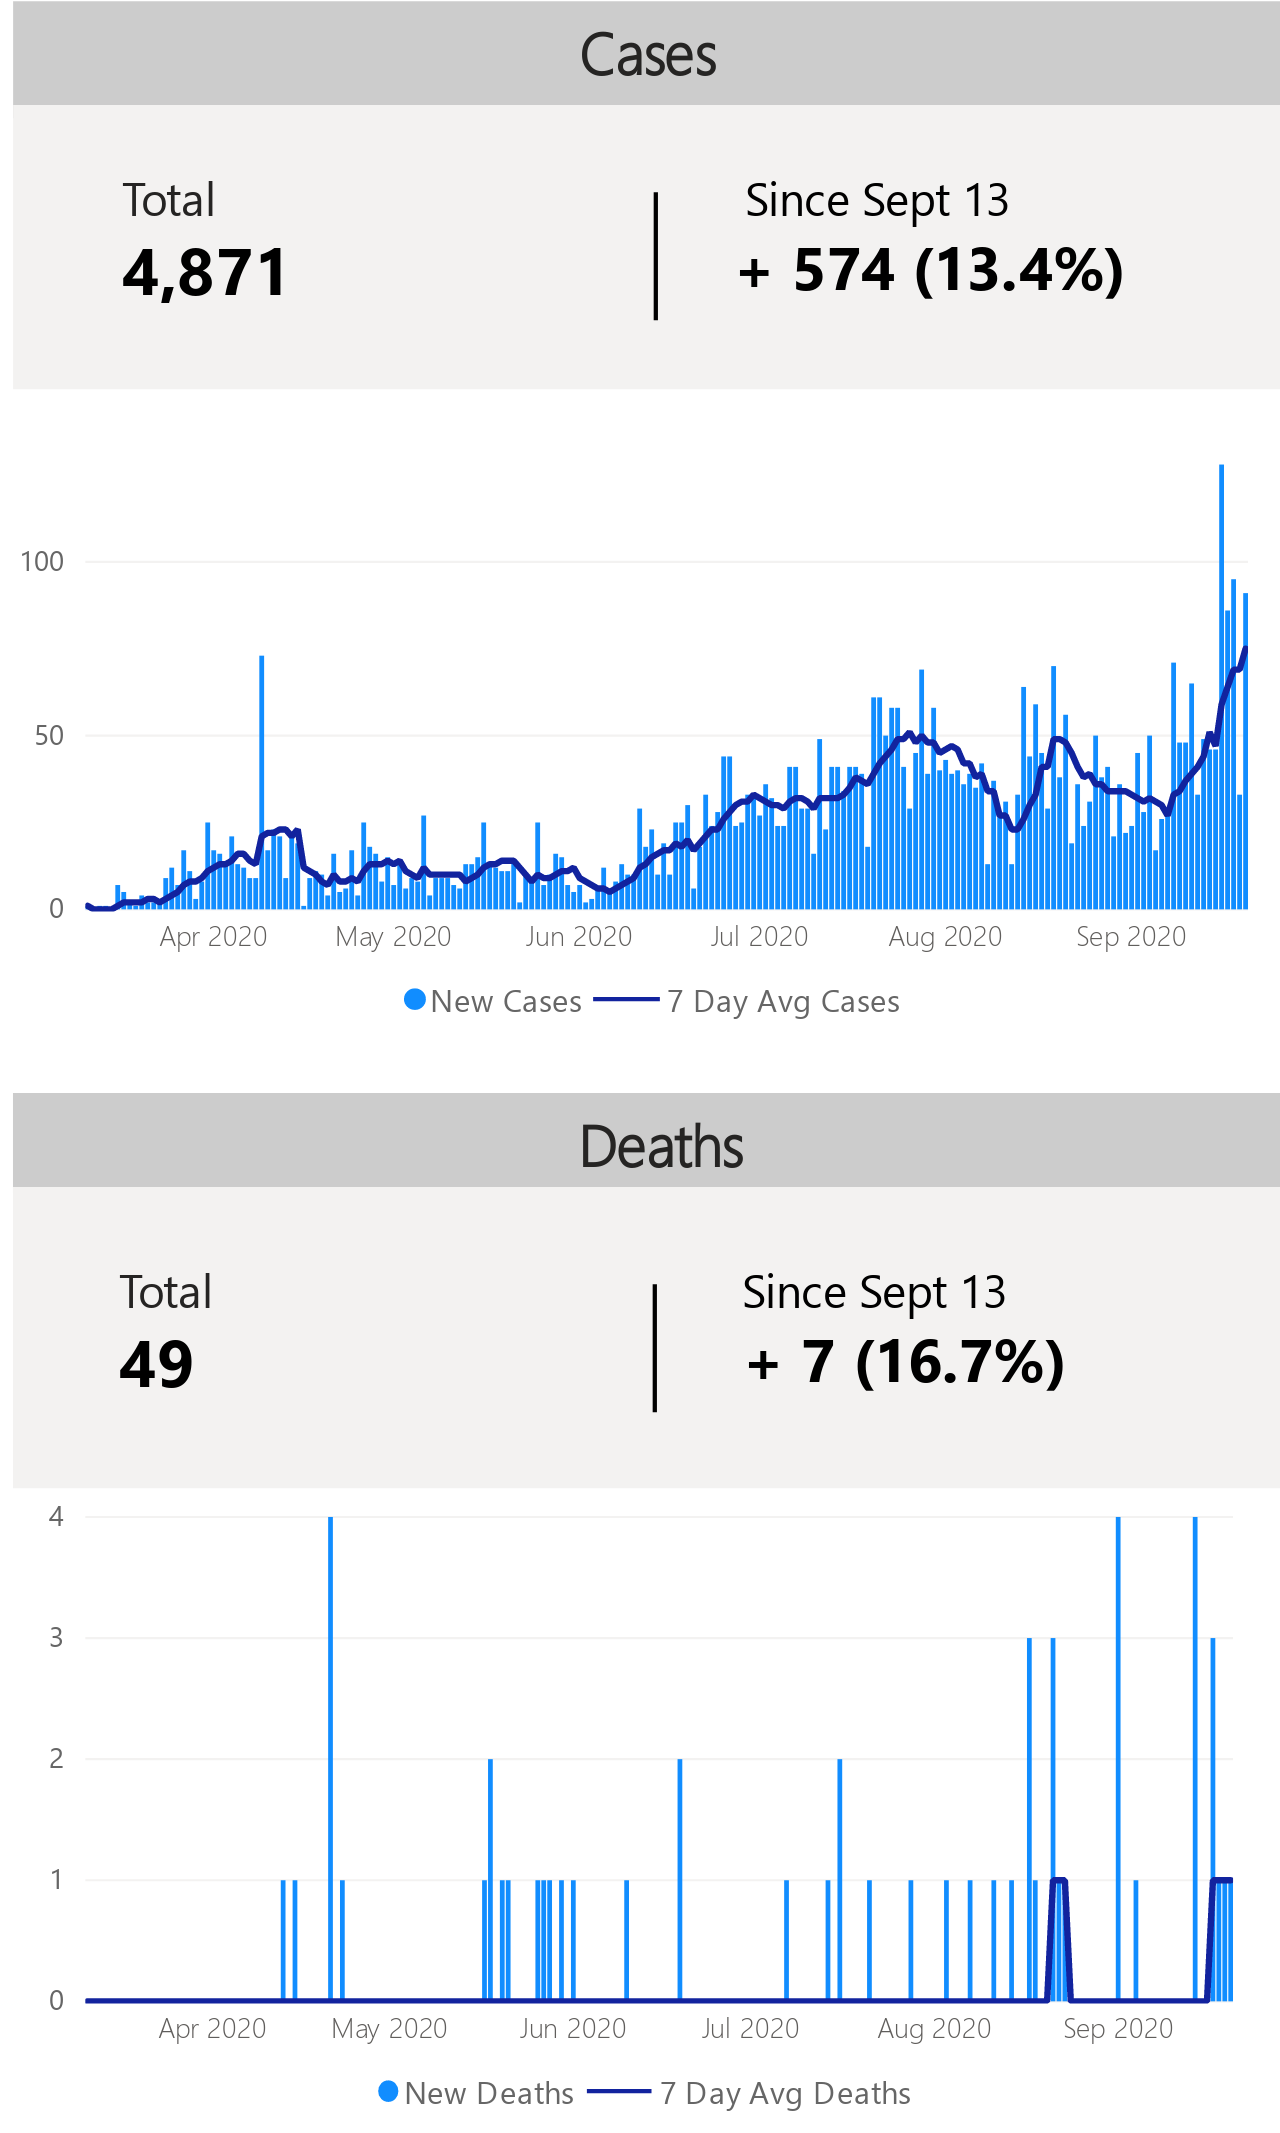 Cases
Total
Since Sept 13
4,871
+ 574 (13.4%)
100
50
0
Apr 2020 May 2020 Jun 2020 Jul 2020 Aug 2020 Sep 2020
New Cases 7 Day Avg Cases
Deaths
Total
Since Sept 13
49
+ 7 (16.7%)
4
3
2
1
0
Apr 2020 May 2020 Jun 2020 Jul 2020 Aug 2020 Sep 2020
New Deaths 7 Day Avg Deaths